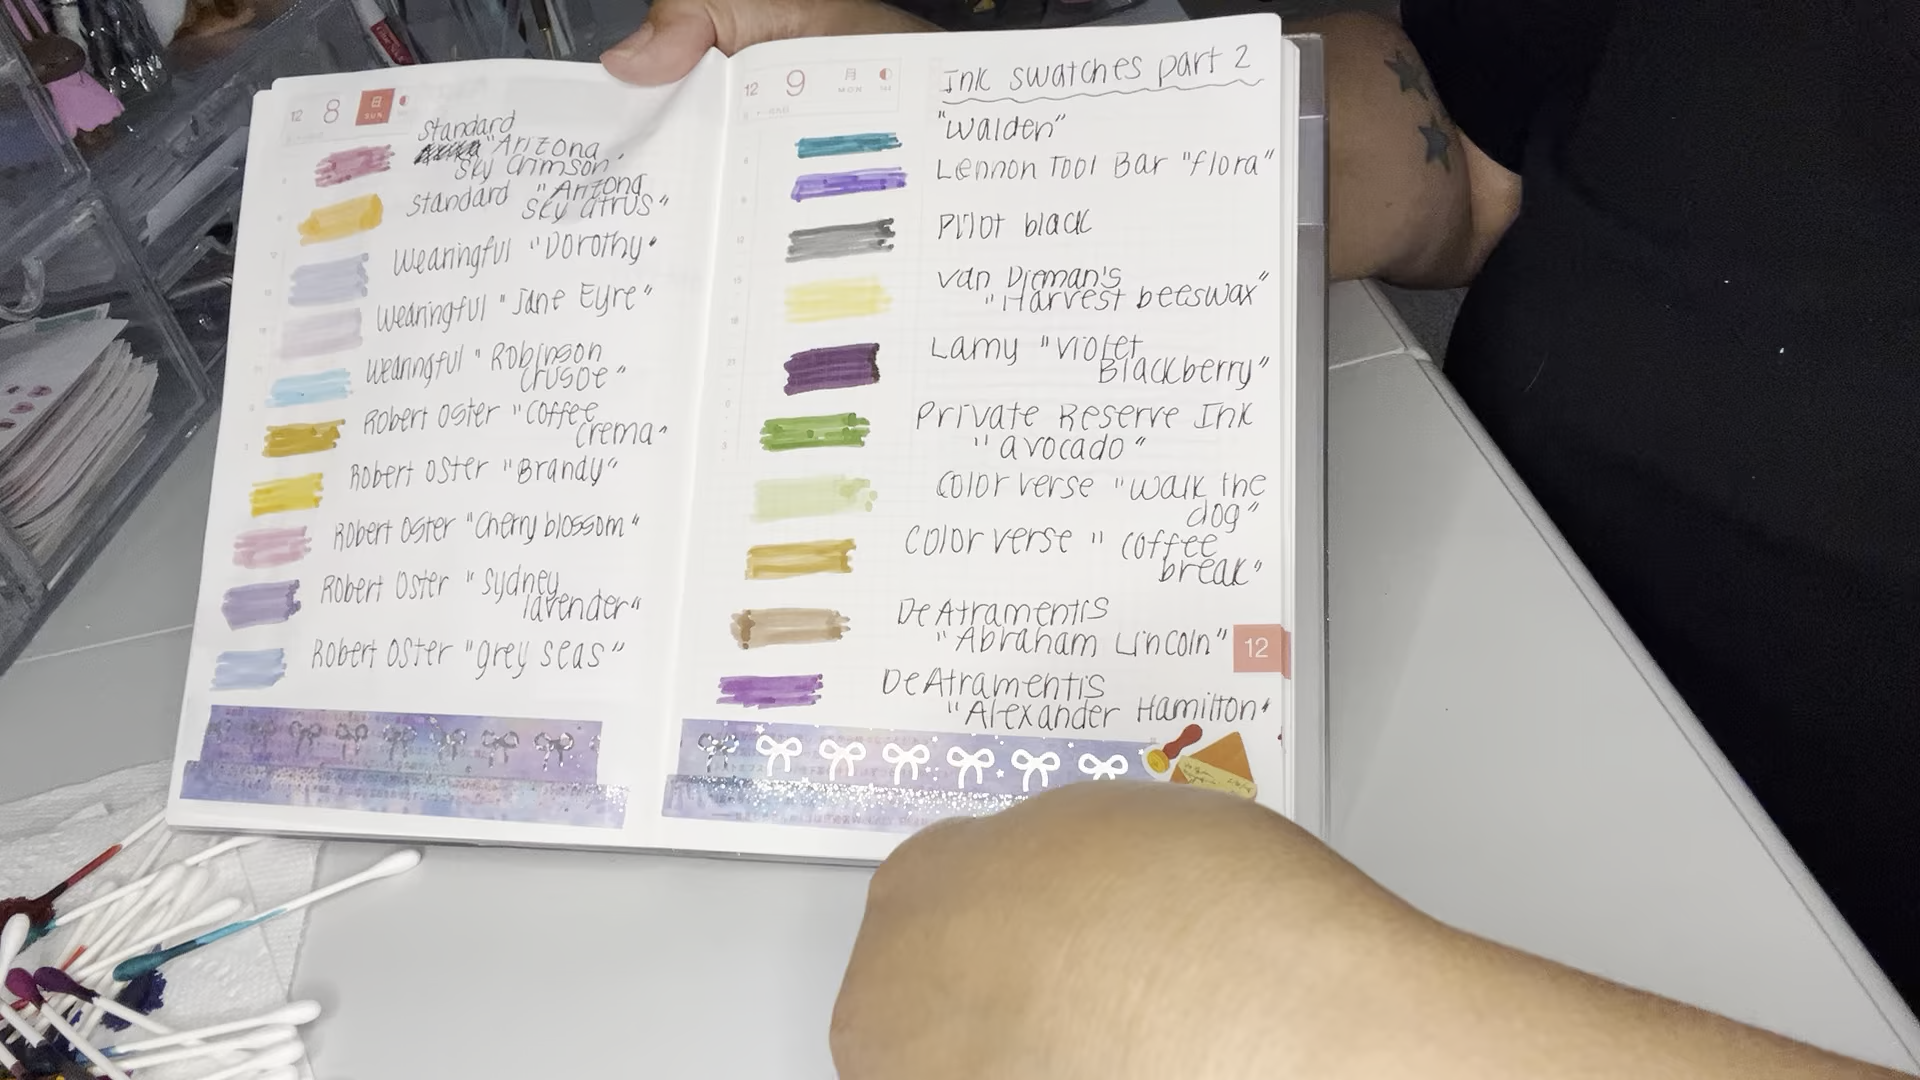 12 8 日 SUN
Standard
"Arizona
Sky Crimson"
Standard "Arizona
Sky Citrus"
Wearingful "Dorothy"
Wearingful "Jane Eyre"
Wearingful "Robinson
Crusoe"
Robert Oster "Coffee
Crema"
Robert Oster "Brandy"
Robert Oster "Cherry blossom"
Robert Oster "Sydney
lavender"
Robert Oster "grey seas"
12 9 月 MON
Ink swatches part 2
"Walden"
Lennon Tool Bar "flora"
Pilot black
Van Dieman's
"Harvest beeswax"
Lamy "violet
Blackberry"
Private Reserve Ink
"avocado"
Color verse "walk the
dog"
Color verse "coffee
break"
De Atramentis
"Abraham Lincoln"
De Atramentis
"Alexander Hamilton"
12